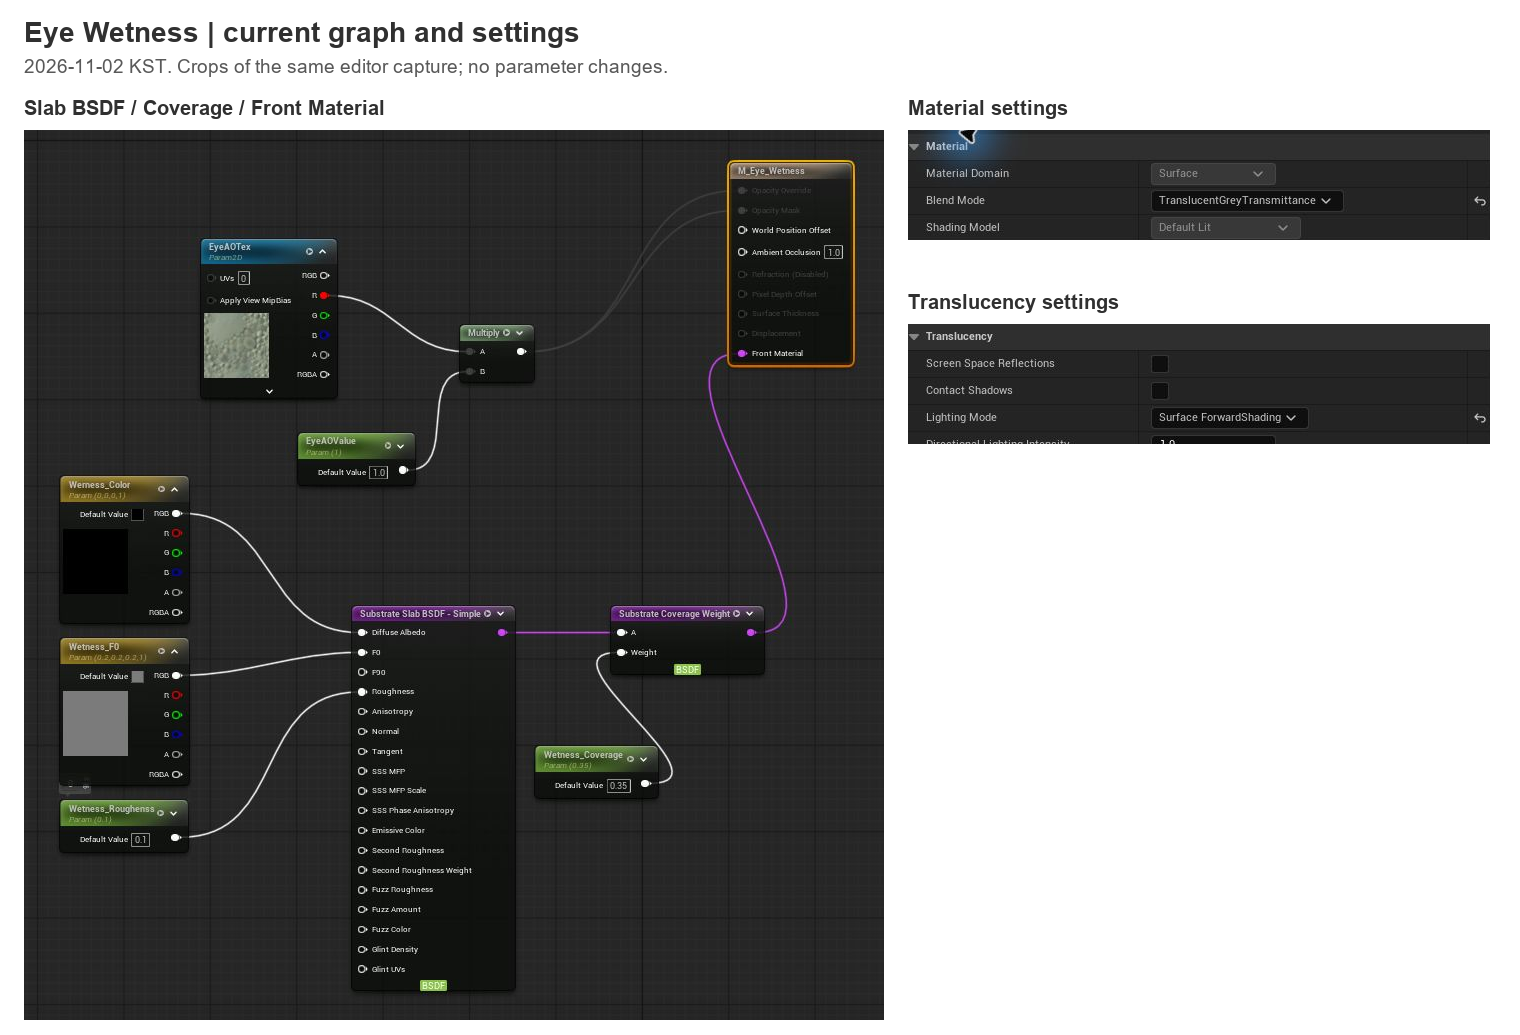 Eye Wetness | current graph and settings
2026-11-02 KST. Crops of the same editor capture; no parameter changes.
Slab BSDF / Coverage / Front Material
M_Eye_Wetness
Opacity Override
Opacity Mask
World Position Offset
Ambient Occlusion 1.0
Refraction (Disabled)
Pixel Depth Offset
Surface Thickness
Displacement
Front Material
EyeAOTex
Param2D
UVs 0
Apply View MipBias
RGB
R
G
B
A
RGBA
Multiply
A
B
EyeAOValue
Param (1)
Default Value 1.0
Werness_Color
Param (0,0,0,1)
Default Value RGB
R
G
B
A
RGBA
Wetness_F0
Param (0.2,0.2,0.2,1)
Default Value RGB
R
G
B
A
RGBA
Wetness_Roughenss
Param (0.1)
Default Value 0.1
Substrate Slab BSDF - Simple
Diffuse Albedo
F0
F90
Roughness
Anisotropy
Normal
Tangent
SSS MFP
SSS MFP Scale
SSS Phase Anisotropy
Emissive Color
Second Roughness
Second Roughness Weight
Fuzz Roughness
Fuzz Amount
Fuzz Color
Glint Density
Glint UVs
BSDF
Substrate Coverage Weight
A
Weight
BSDF
Wetness_Coverage
Param (0.35)
Default Value 0.35
Material settings
Material
Material Domain Surface
Blend Mode TranslucentGreyTransmittance
Shading Model Default Lit
Translucency settings
Translucency
Screen Space Reflections
Contact Shadows
Lighting Mode Surface ForwardShading
Directional Lighting Intensity 1.0